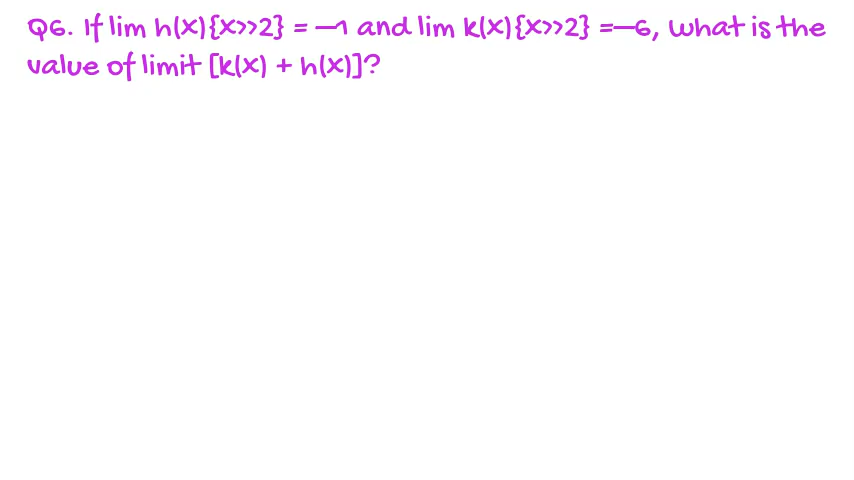 Q6. If lim h(x){x>>2} = —1 and lim k(x){x>>2} =—6, what is the
value of limit [k(x) + h(x)]?